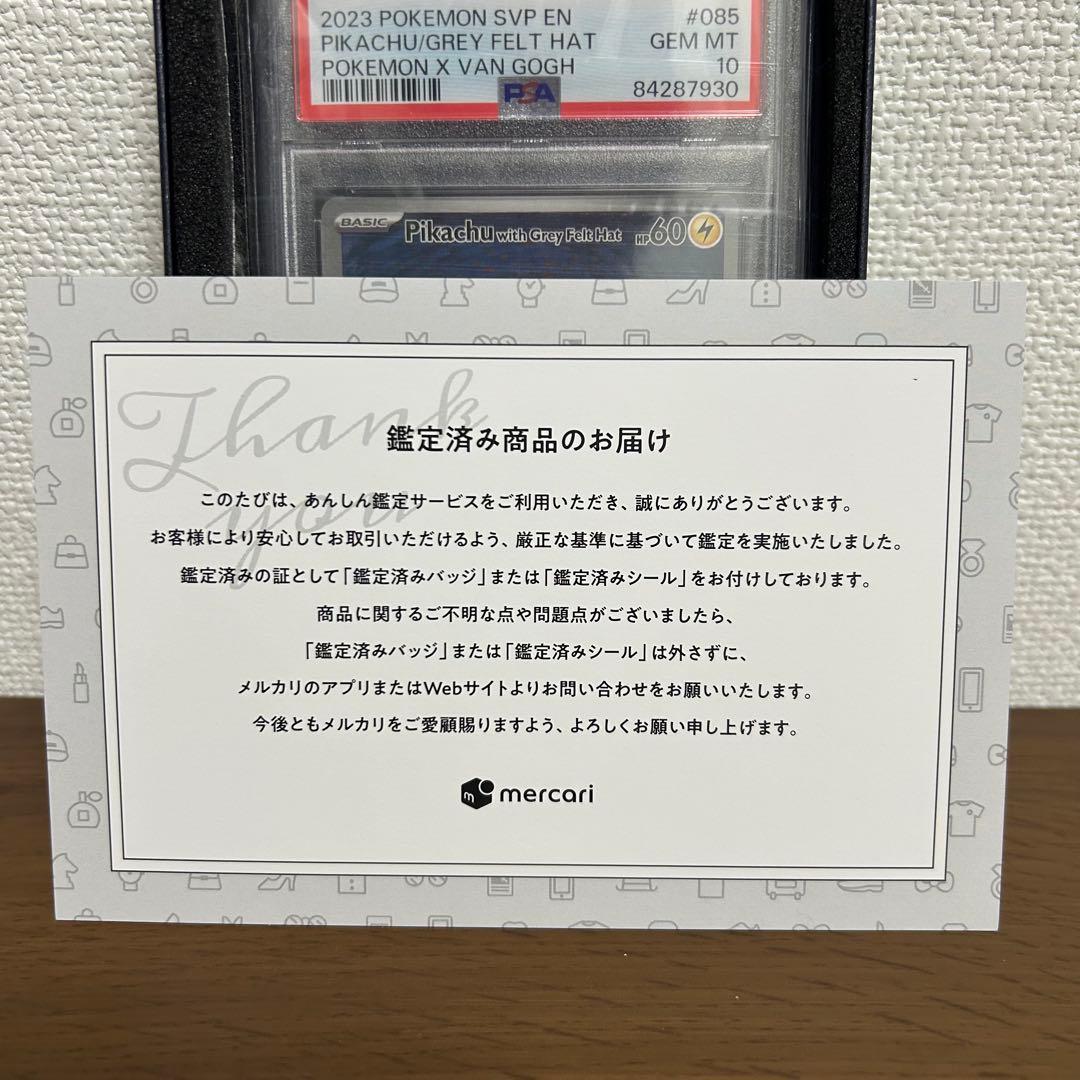 2023 POKEMON SVP EN #085
PIKACHU/GREY FELT HAT GEM MT
POKEMON X VAN GOGH 10
PSA 84287930
BASIC Pikachu with Grey Felt Hat HP60
Thank you
鑑定済み商品のお届け
このたびは、あんしん鑑定サービスをご利用いただき、誠にありがとうございます。
お客様により安心してお取引いただけるよう、厳正な基準に基づいて鑑定を実施いたしました。
鑑定済みの証として「鑑定済みバッジ」または「鑑定済みシール」をお付けしております。
商品に関するご不明な点や問題点がございましたら、
「鑑定済みバッジ」または「鑑定済みシール」は外さずに、
メルカリのアプリまたはWebサイトよりお問い合わせをお願いいたします。
今後ともメルカリをご愛顧賜りますよう、よろしくお願い申し上げます。
m mercari